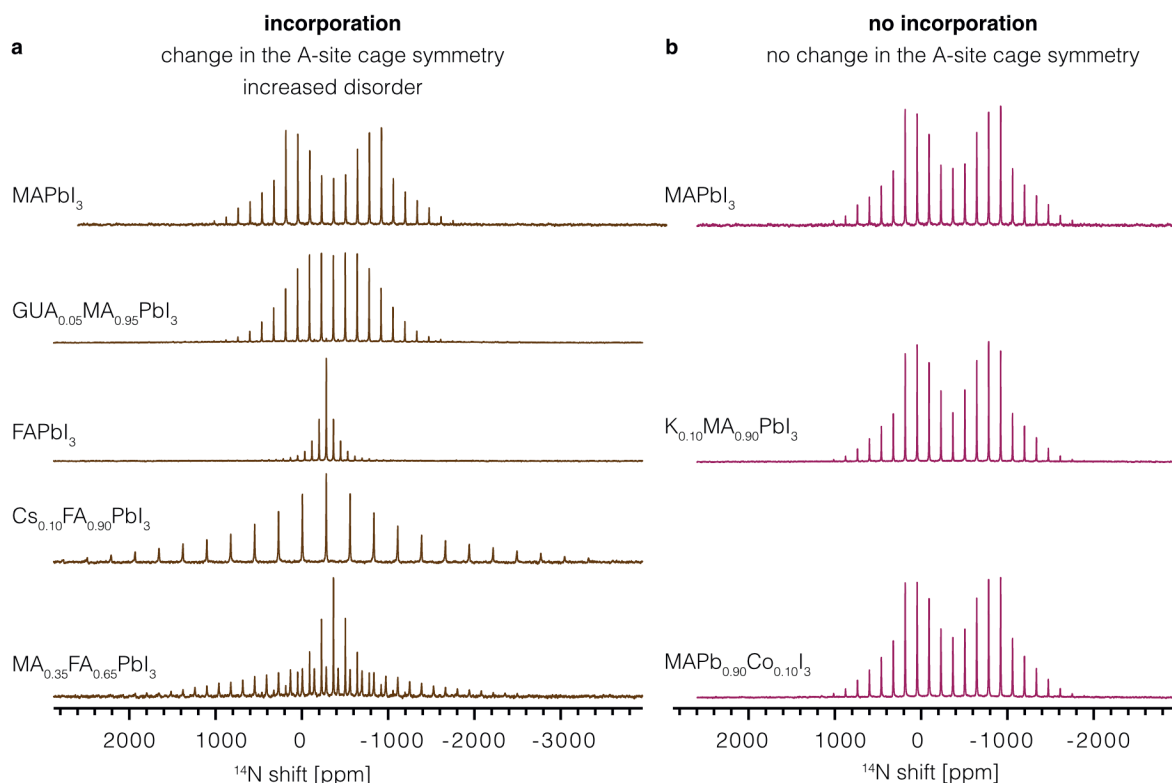 incorporation
a
change in the A-site cage symmetry
increased disorder
MAPbI₃
GUA₀.₀₅MA₀.₉₅PbI₃
FAPbI₃
Cs₀.₁₀FA₀.₉₀PbI₃
MA₀.₃₅FA₀.₆₅PbI₃
2000 1000 0 -1000 -2000 -3000
¹⁴N shift [ppm]
no incorporation
b
no change in the A-site cage symmetry
MAPbI₃
K₀.₁₀MA₀.₉₀PbI₃
MAPb₀.₉₀Co₀.₁₀I₃
2000 1000 0 -1000 -2000
¹⁴N shift [ppm]